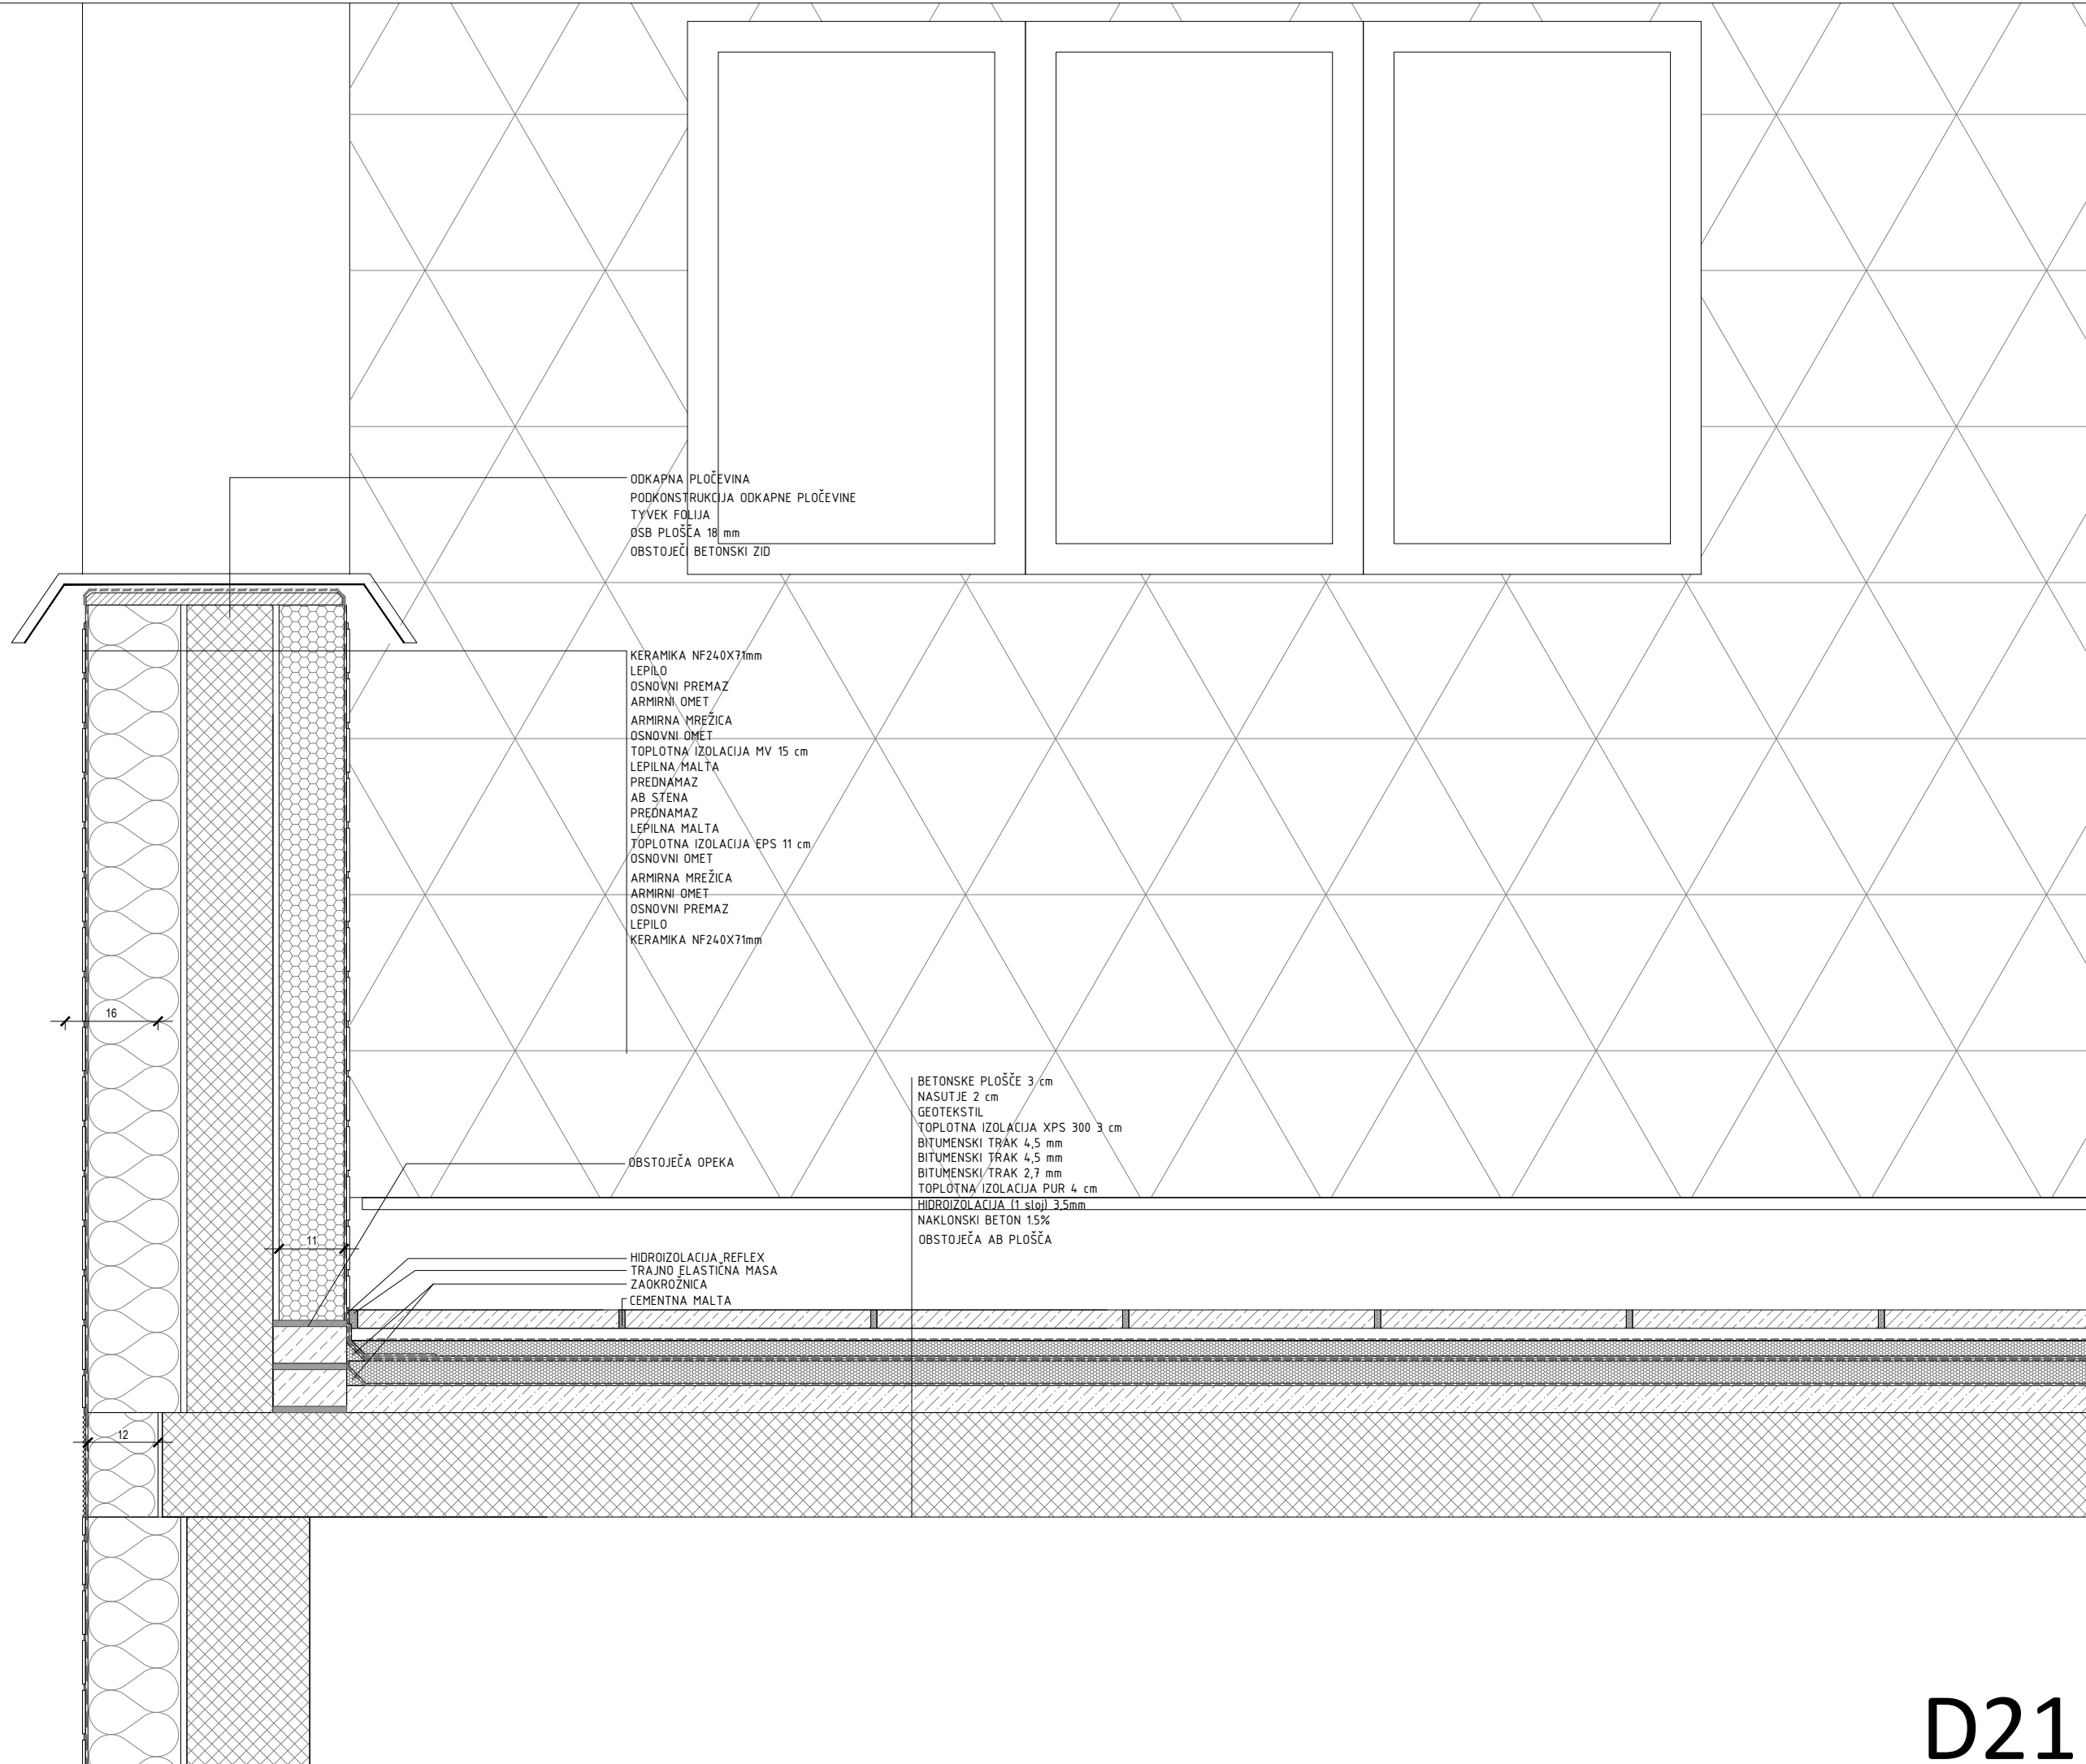 ODKAPNA PLOČEVINA
PODKONSTRUKCIJA ODKAPNE PLOČEVINE
TYVEK FOLIJA
OSB PLOŠČA 18 mm
OBSTOJEČI BETONSKI ZID
KERAMIKA NF240X71mm
LEPILO
OSNOVNI PREMAZ
ARMIRNI OMET
ARMIRNA MREŽICA
OSNOVNI OMET
TOPLOTNA IZOLACIJA MV 15 cm
LEPILNA MALTA
PREDNAMAZ
AB STENA
PREDNAMAZ
LEPILNA MALTA
TOPLOTNA IZOLACIJA EPS 11 cm
OSNOVNI OMET
ARMIRNA MREŽICA
ARMIRNI OMET
OSNOVNI PREMAZ
LEPILO
KERAMIKA NF240X71mm
16
BETONSKE PLOŠČE 3 cm
NASUTJE 2 cm
GEOTEKSTIL
TOPLOTNA IZOLACIJA XPS 300 3 cm
BITUMENSKI TRAK 4,5 mm
BITUMENSKI TRAK 4,5 mm
BITUMENSKI TRAK 2,7 mm
TOPLOTNA IZOLACIJA PUR 4 cm
HIDROIZOLACIJA (1 sloj) 3,5mm
NAKLONSKI BETON 1.5%
OBSTOJEČA AB PLOŠČA
OBSTOJEČA OPEKA
11
HIDROIZOLACIJA REFLEX
TRAJNO ELASTIČNA MASA
ZAOKROŽNICA
CEMENTNA MALTA
12
D21